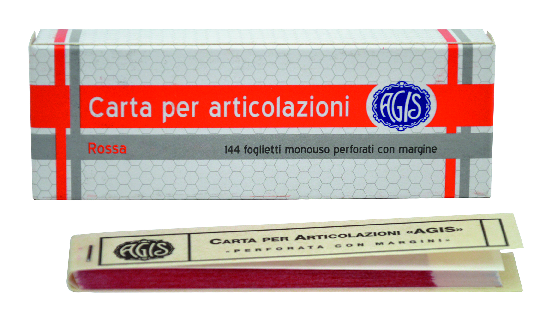 Carta per articolazioni
AGIS
Rossa
144 foglietti monouso perforati con margine
AGIS
CARTA PER ARTICOLAZIONI «AGIS»
-PERFORATA CON MARGINI-